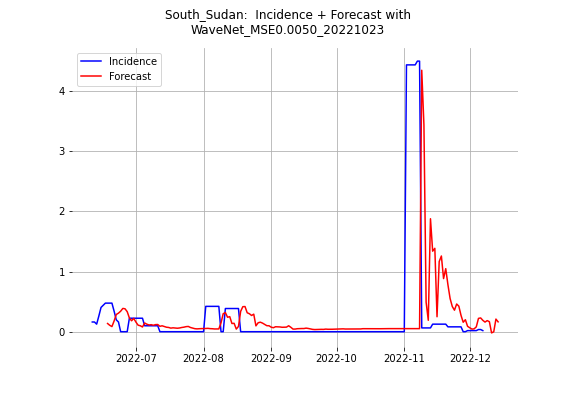 South_Sudan:  Incidence + Forecast with
WaveNet_MSE0.0050_20221023
Incidence
Forecast
4
3
2
1
0
2022-07 2022-08 2022-09 2022-10 2022-11 2022-12